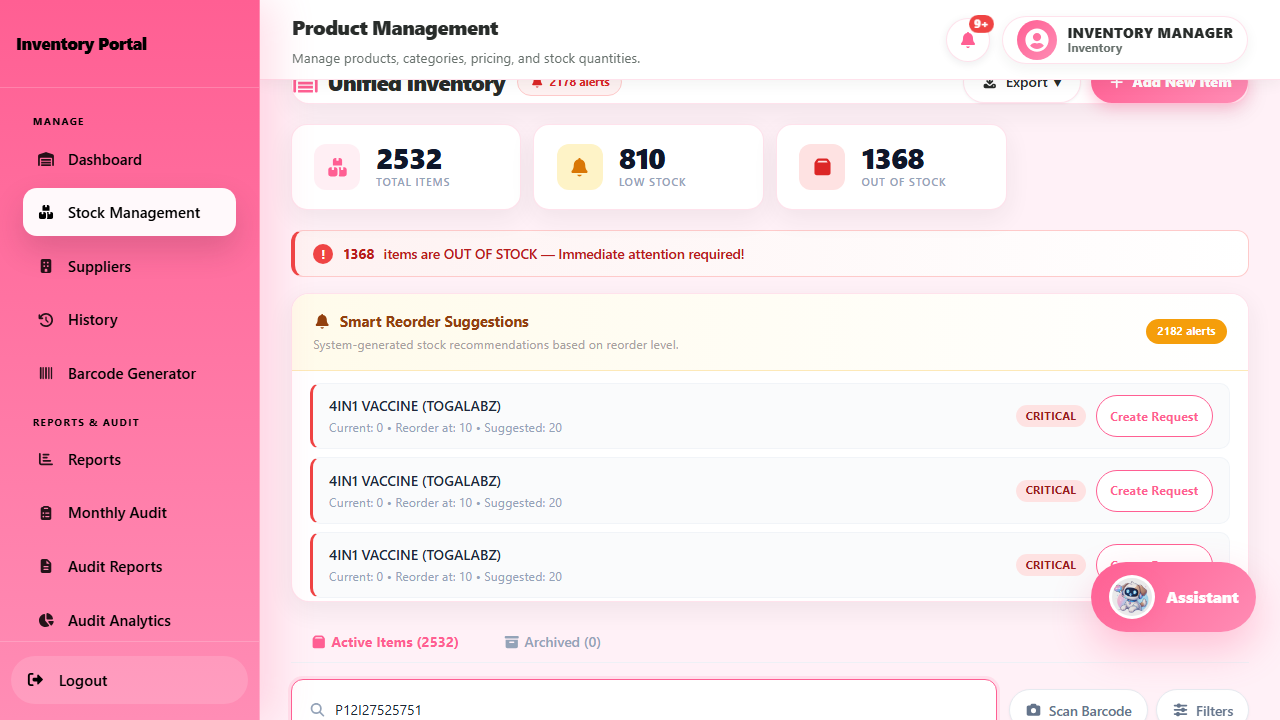 Inventory Portal
MANAGE
Dashboard
Stock Management
Suppliers
History
Barcode Generator
REPORTS & AUDIT
Reports
Monthly Audit
Audit Reports
Audit Analytics
Logout
Product Management
Manage products, categories, pricing, and stock quantities.
9+
INVENTORY MANAGER
Inventory
Unified Inventory
2178 alerts
Export ▼
+ Add New Item
2532
TOTAL ITEMS
810
LOW STOCK
1368
OUT OF STOCK
1368 items are OUT OF STOCK — Immediate attention required!
Smart Reorder Suggestions
System-generated stock recommendations based on reorder level.
2182 alerts
4IN1 VACCINE (TOGALABZ)
Current: 0 • Reorder at: 10 • Suggested: 20
CRITICAL
Create Request
4IN1 VACCINE (TOGALABZ)
Current: 0 • Reorder at: 10 • Suggested: 20
CRITICAL
Create Request
4IN1 VACCINE (TOGALABZ)
Current: 0 • Reorder at: 10 • Suggested: 20
CRITICAL
Assistant
Active Items (2532)
Archived (0)
P12I27525751
Scan Barcode
Filters